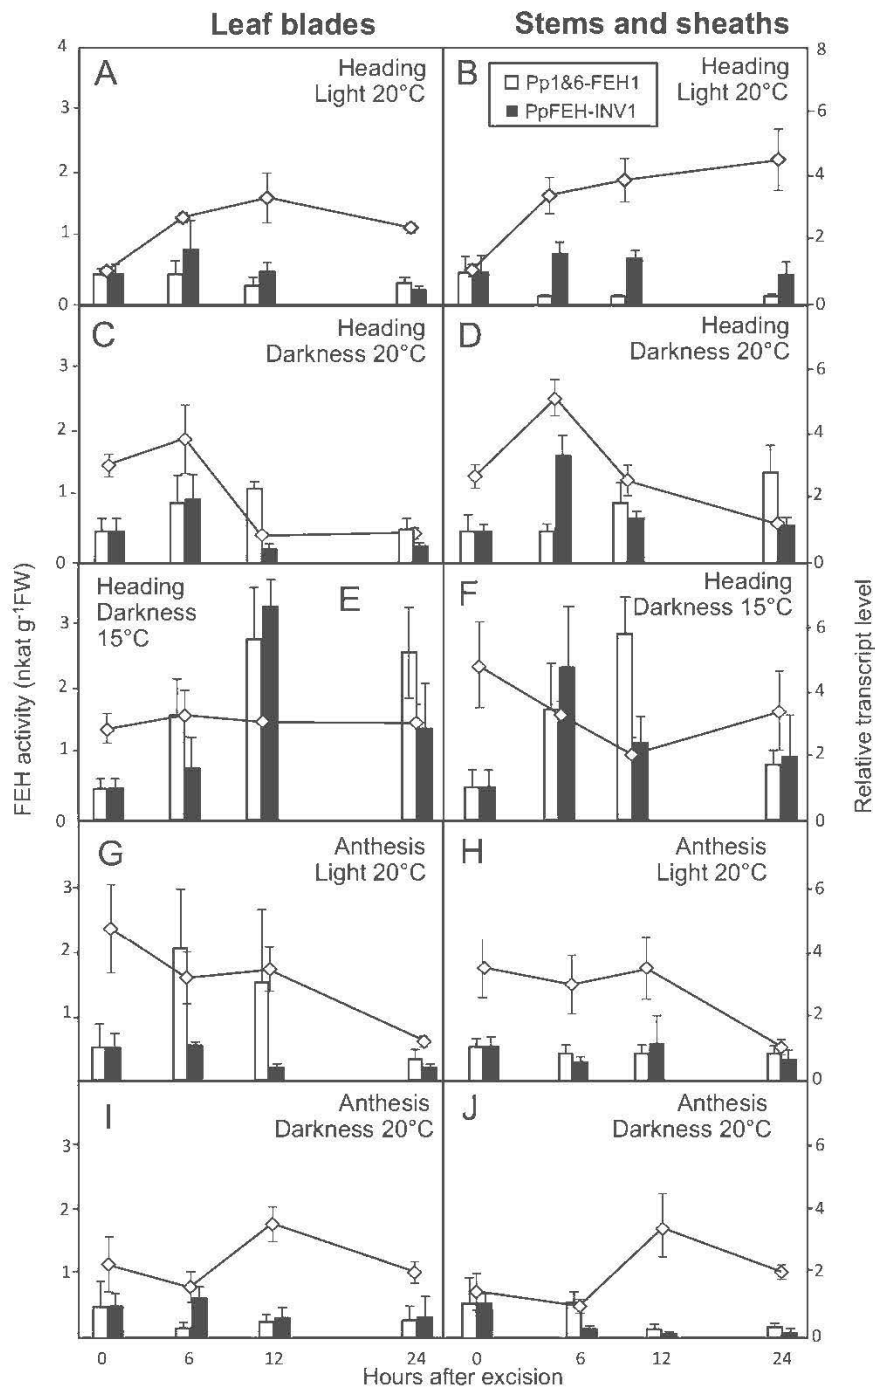 Leaf blades
Stems and sheaths
4
3
2
1
0
A
Heading
Light 20°C
B
Heading
Light 20°C
Pp1&6-FEH1
PpFEH-INV1
8
6
4
2
0
3
2
1
0
C
Heading
Darkness 20°C
D
Heading
Darkness 20°C
6
4
2
0
3
2
1
0
Heading
Darkness
15°C
E
F
Heading
Darkness 15°C
6
4
2
0
FEH activity (nkat g⁻¹FW)
Relative transcript level
3
2
1
G
Anthesis
Light 20°C
H
Anthesis
Light 20°C
6
4
2
0
3
2
1
I
Anthesis
Darkness 20°C
J
Anthesis
Darkness 20°C
6
4
2
0
0 6 12 24 0 6 12 24
Hours after excision